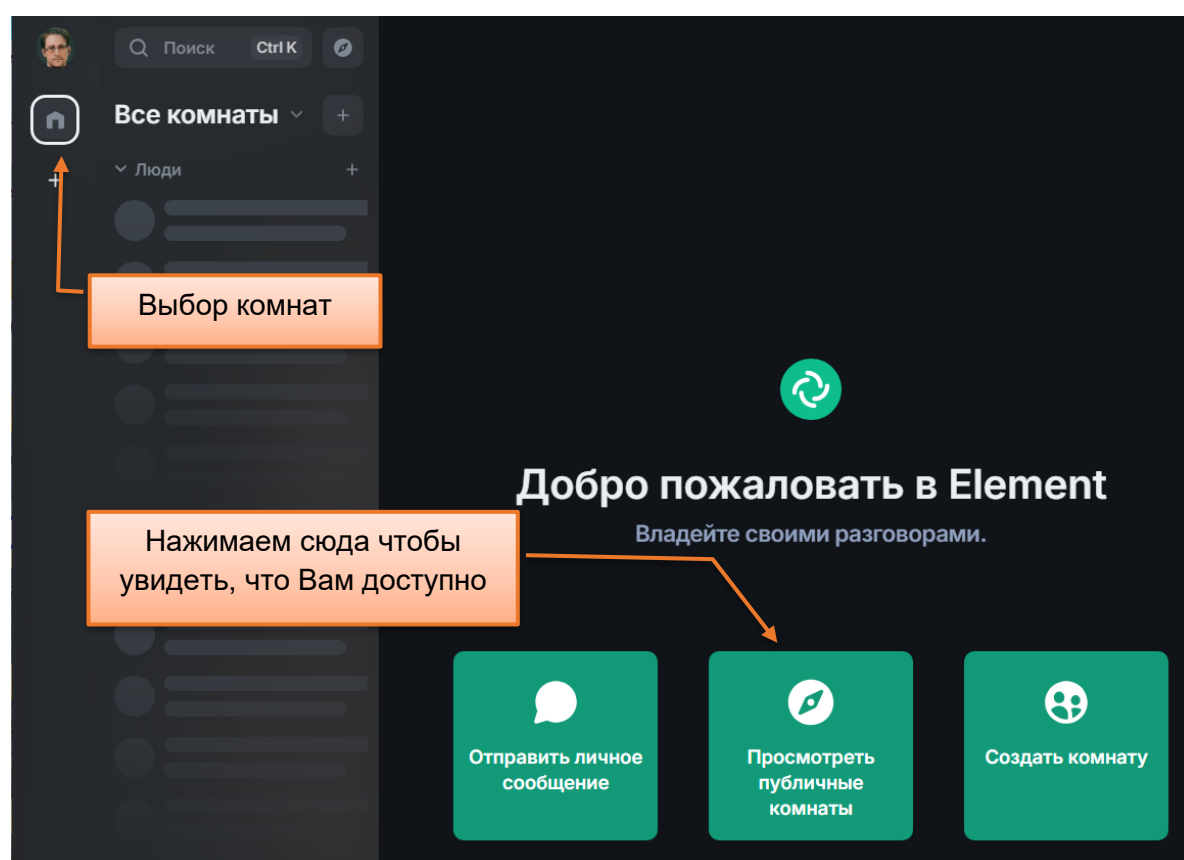 Поиск Ctrl K
Все комнаты
Люди
Выбор комнат
Добро пожаловать в Element
Владейте своими разговорами.
Нажимаем сюда чтобы
увидеть, что Вам доступно
Отправить личное
сообщение
Просмотреть
публичные
комнаты
Создать комнату